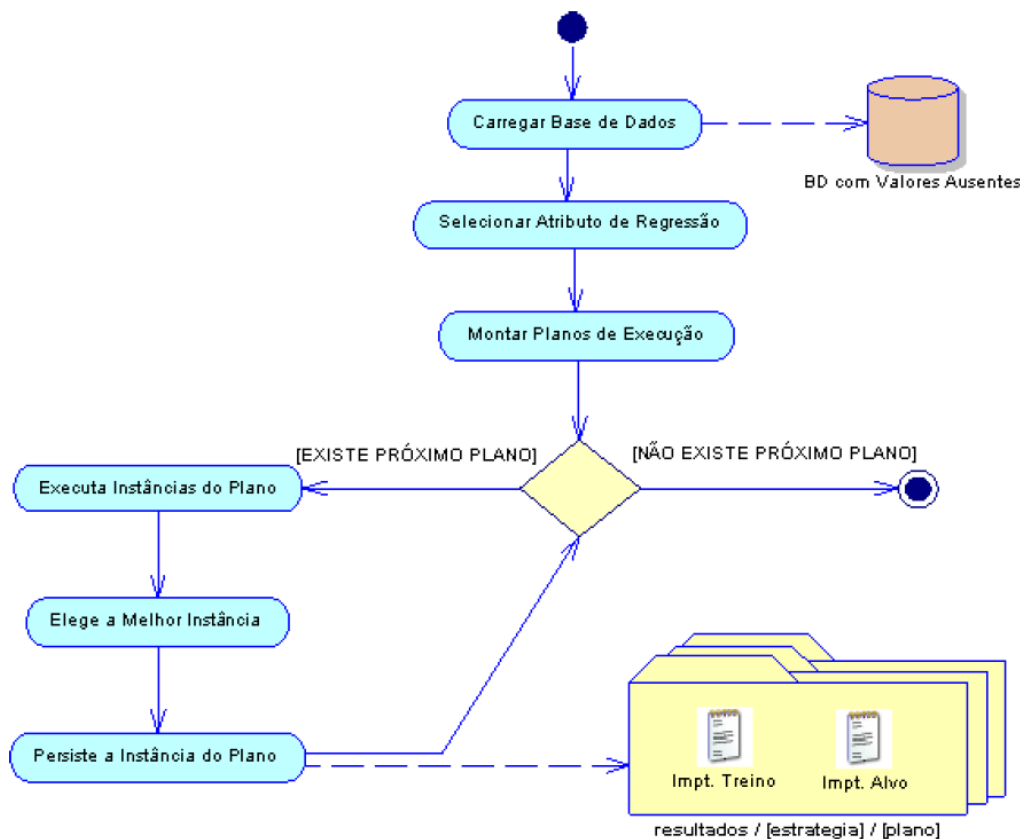 Carregar Base de Dados
BD com Valores Ausentes
Selecionar Atributo de Regressão
Montar Planos de Execução
[EXISTE PRÓXIMO PLANO]
[NÃO EXISTE PRÓXIMO PLANO]
Executa Instâncias do Plano
Elege a Melhor Instância
Persiste a Instância do Plano
Impt. Treino
Impt. Alvo
resultados / [estrategia] / [plano]